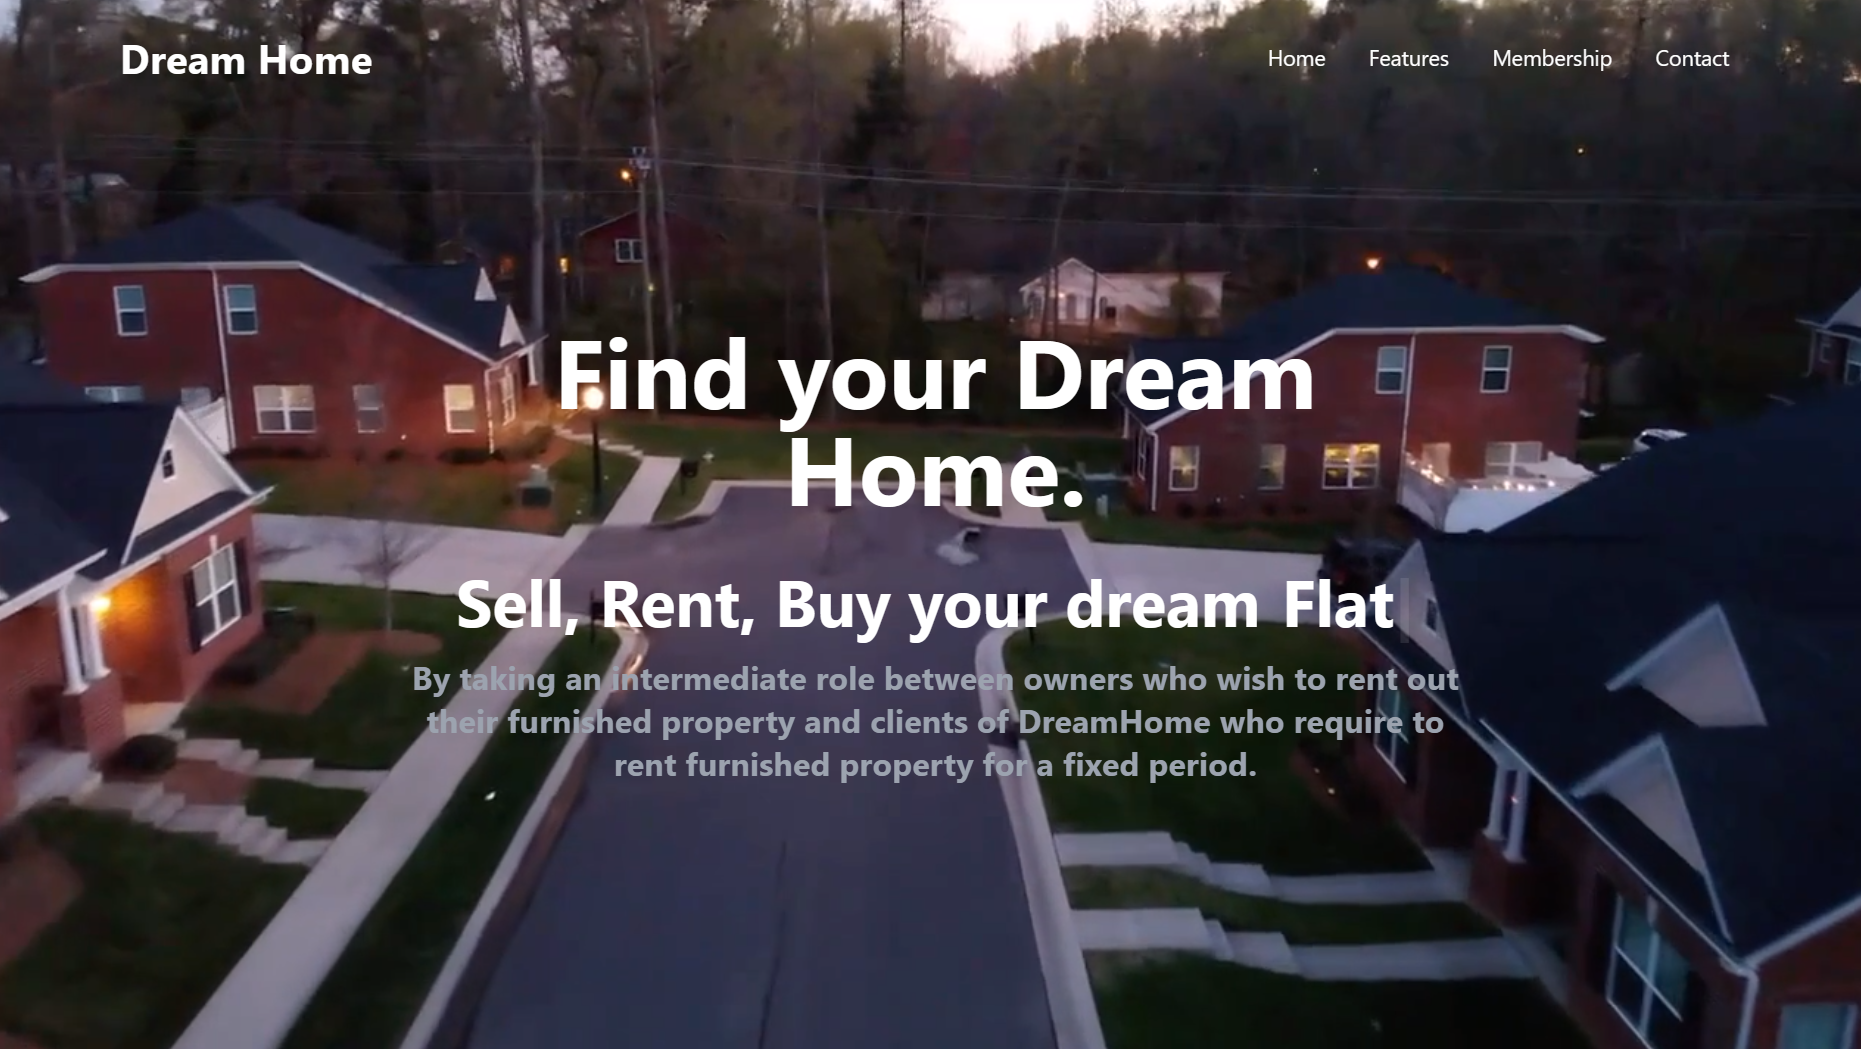 Dream Home
Home Features Membership Contact
Find your Dream
Home.
Sell, Rent, Buy your dream Flat
By taking an intermediate role between owners who wish to rent out
their furnished property and clients of DreamHome who require to
rent furnished property for a fixed period.